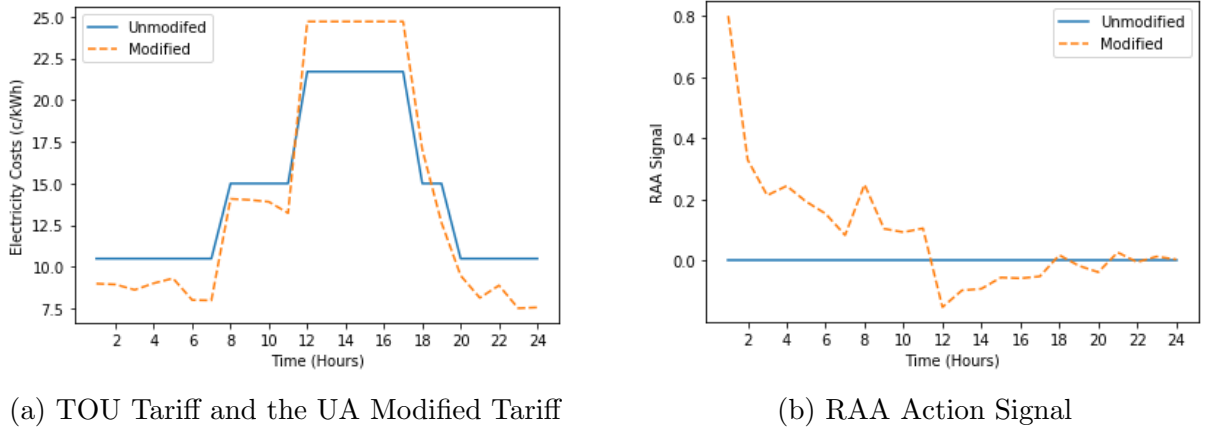 Unmodifed
Modified
Electricity Costs (c/kWh)
25.0
22.5
20.0
17.5
15.0
12.5
10.0
7.5
2 4 6 8 10 12 14 16 18 20 22 24
Time (Hours)
(a) TOU Tariff and the UA Modified Tariff
Unmodified
Modified
RAA Signal
0.8
0.6
0.4
0.2
0.0
2 4 6 8 10 12 14 16 18 20 22 24
Time (Hours)
(b) RAA Action Signal